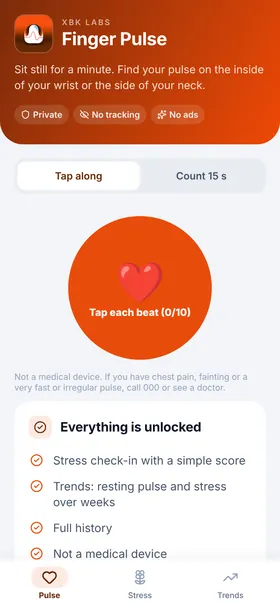 XBK LABS
Finger Pulse
Sit still for a minute. Find your pulse on the inside
of your wrist or the side of your neck.
Private
No tracking
No ads
Tap along
Count 15 s
Tap each beat (0/10)
Not a medical device. If you have chest pain, fainting or a
very fast or irregular pulse, call 000 or see a doctor.
Everything is unlocked
Stress check-in with a simple score
Trends: resting pulse and stress
over weeks
Full history
Not a medical device
Pulse
Stress
Trends